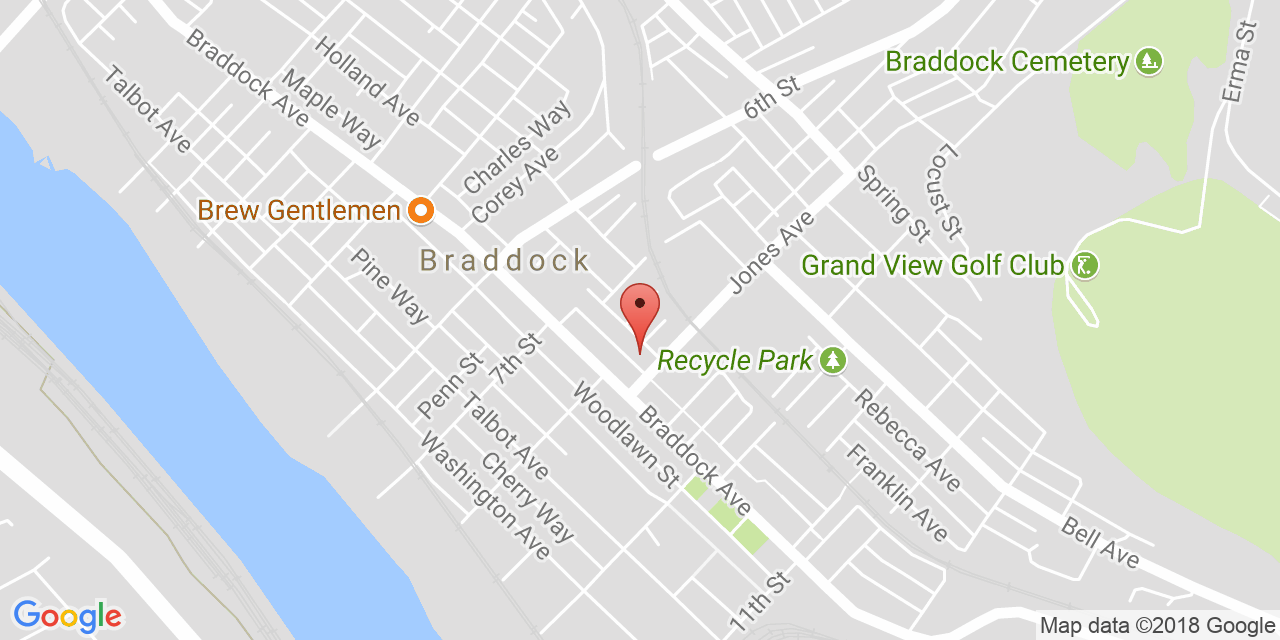 Braddock Ave
Holland Ave
Maple Way
Talbot Ave
Charles Way
Corey Ave
6th St
Braddock Cemetery
Erma St
Locust St
Spring St
Brew Gentlemen
Braddock
Pine Way
Jones Ave
Grand View Golf Club
Recycle Park
7th St
Penn St
Talbot Ave
Woodlawn St
Braddock Ave
Rebecca Ave
Franklin Ave
Washington Ave
Cherry Way
Bell Ave
11th St
Google
Map data ©2018 Google